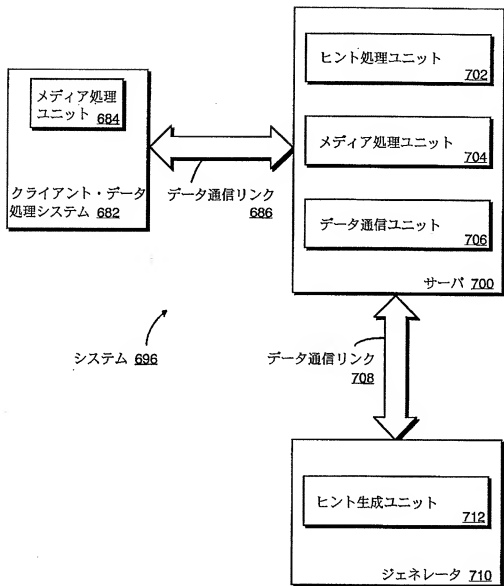 メディア処理
ユニット 684
クライアント・データ
処理システム 682
データ通信リンク
686
ヒント処理ユニット
702
メディア処理ユニット
704
データ通信ユニット
706
サーバ 700
システム 696
データ通信リンク
708
ヒント生成ユニット
712
ジェネレータ 710